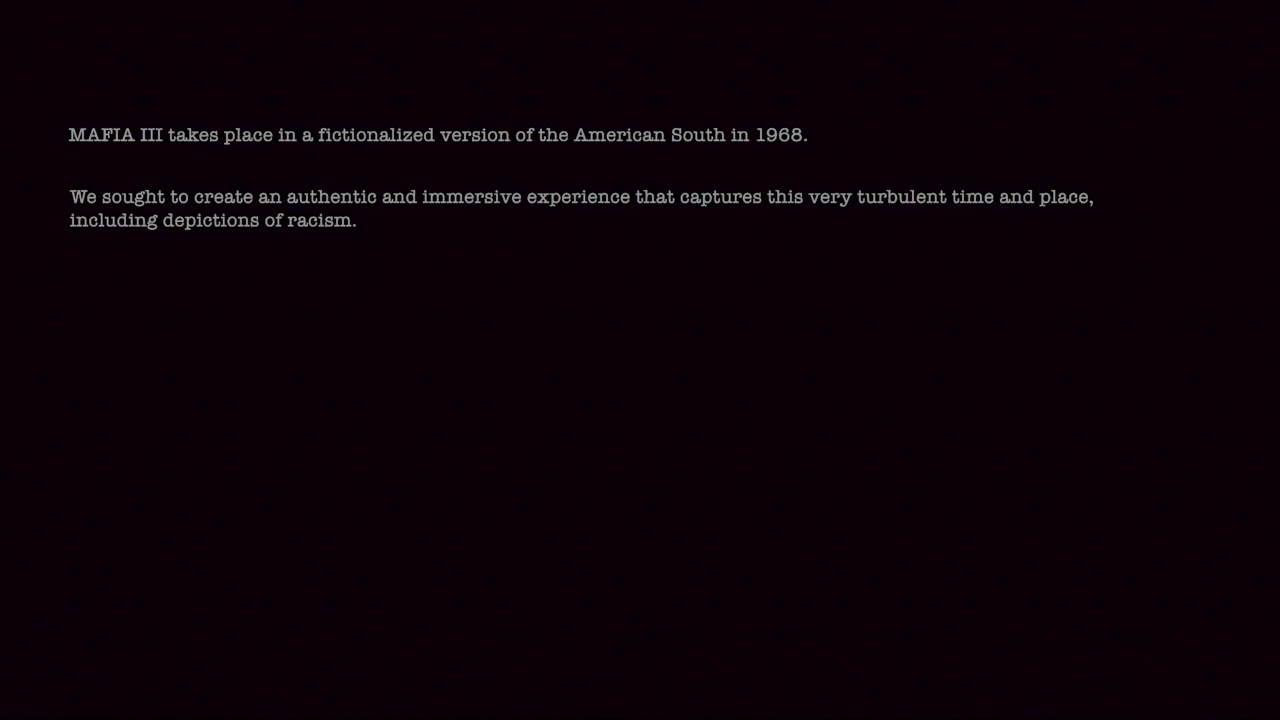 MAFIA III takes place in a fictionalized version of the American South in 1968.
We sought to create an authentic and immersive experience that captures this very turbulent time and place,
including depictions of racism.